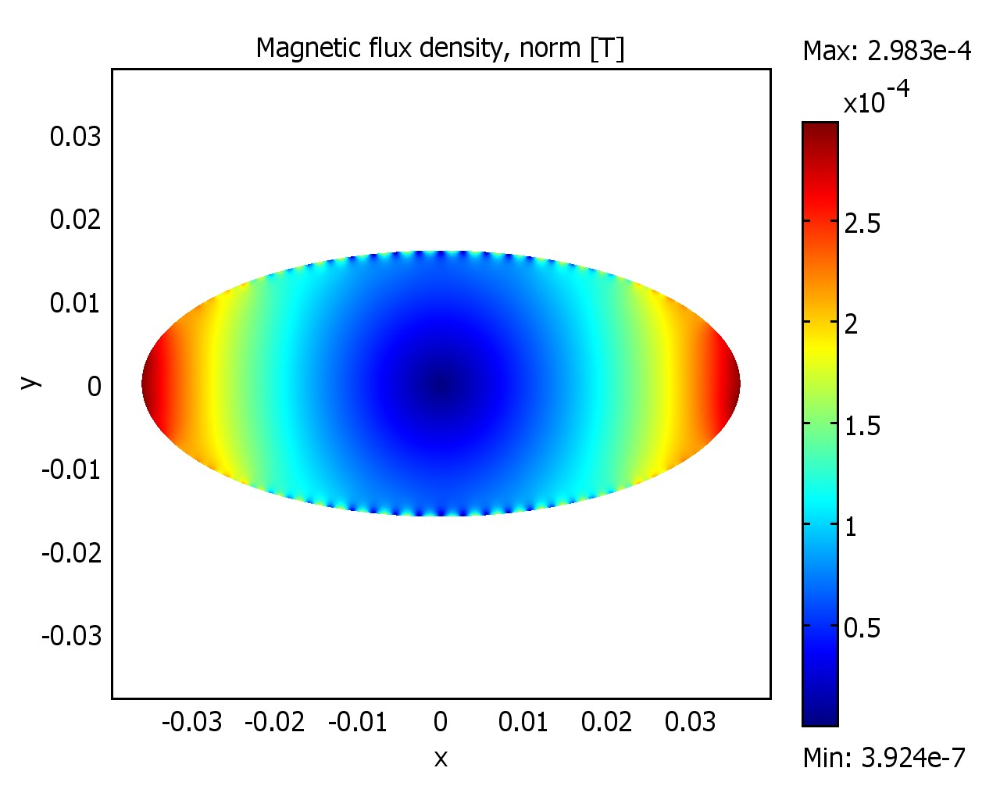 Magnetic flux density, norm [T]
Max: 2.983e-4
x10^-4
0.03
0.02
0.01
0
-0.01
-0.02
-0.03
y
2.5
2
1.5
1
0.5
-0.03 -0.02 -0.01 0 0.01 0.02 0.03
x
Min: 3.924e-7